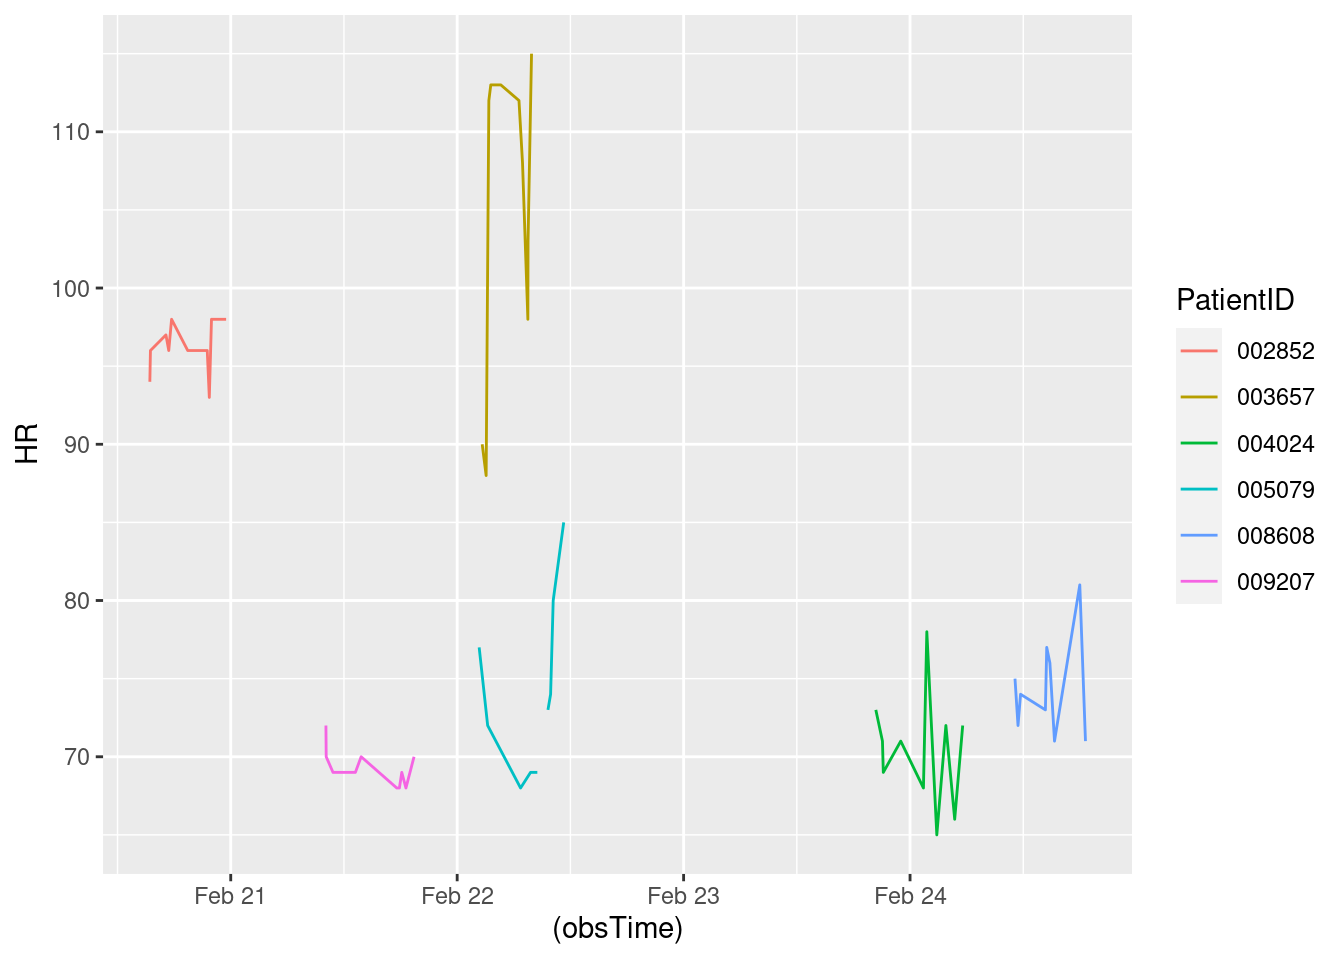 HR
110
100
90
80
70
Feb 21
Feb 22
Feb 23
Feb 24
(obsTime)
PatientID
002852
003657
004024
005079
008608
009207